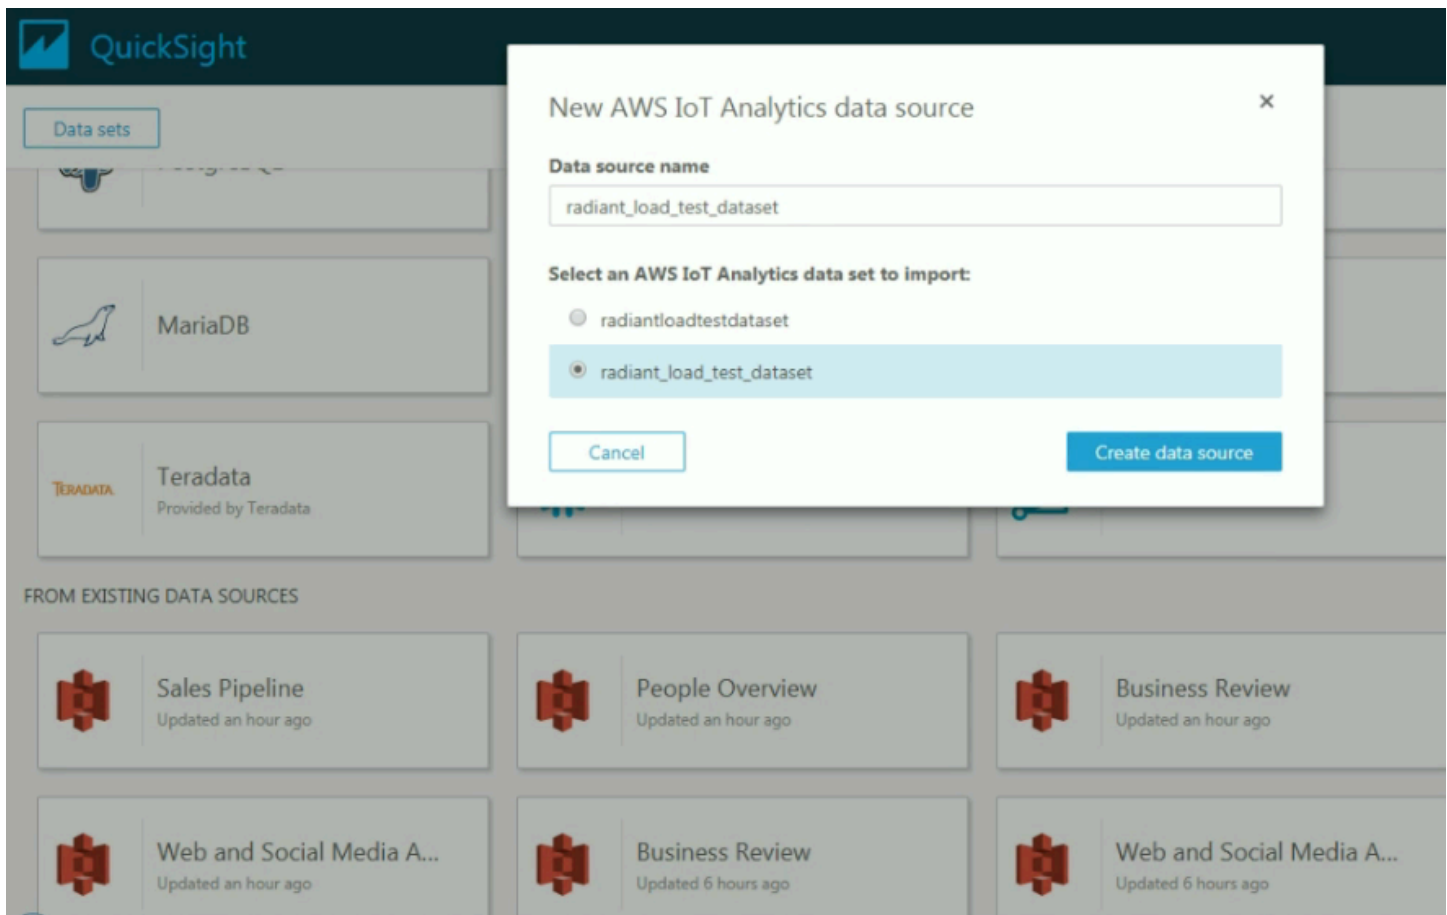 QuickSight
Data sets
New AWS IoT Analytics data source
Data source name
radiant_load_test_dataset
Select an AWS IoT Analytics data set to import:
radiantloadtestdataset
radiant_load_test_dataset
Cancel
Create data source
MariaDB
TERADATA.
Teradata
Provided by Teradata
FROM EXISTING DATA SOURCES
Sales Pipeline
Updated an hour ago
People Overview
Updated an hour ago
Business Review
Updated an hour ago
Web and Social Media A...
Updated an hour ago
Business Review
Updated 6 hours ago
Web and Social Media A...
Updated 6 hours ago